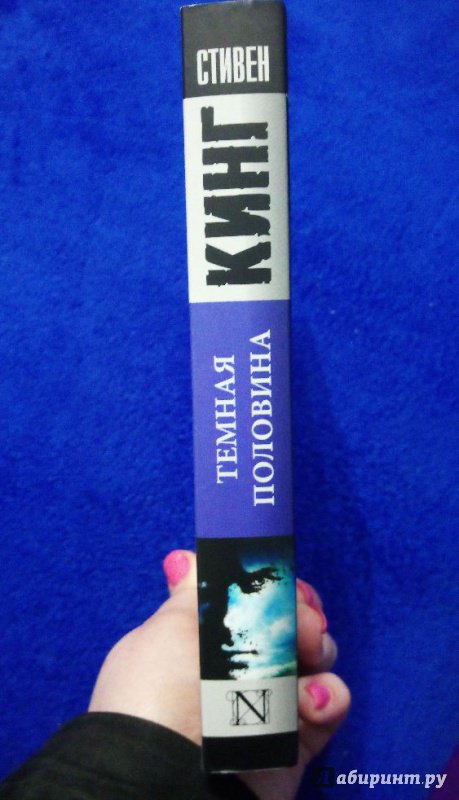 СТИВЕН
КИНГ
ТЕМНАЯ
ПОЛОВИНА
N
Лабиринт.ру